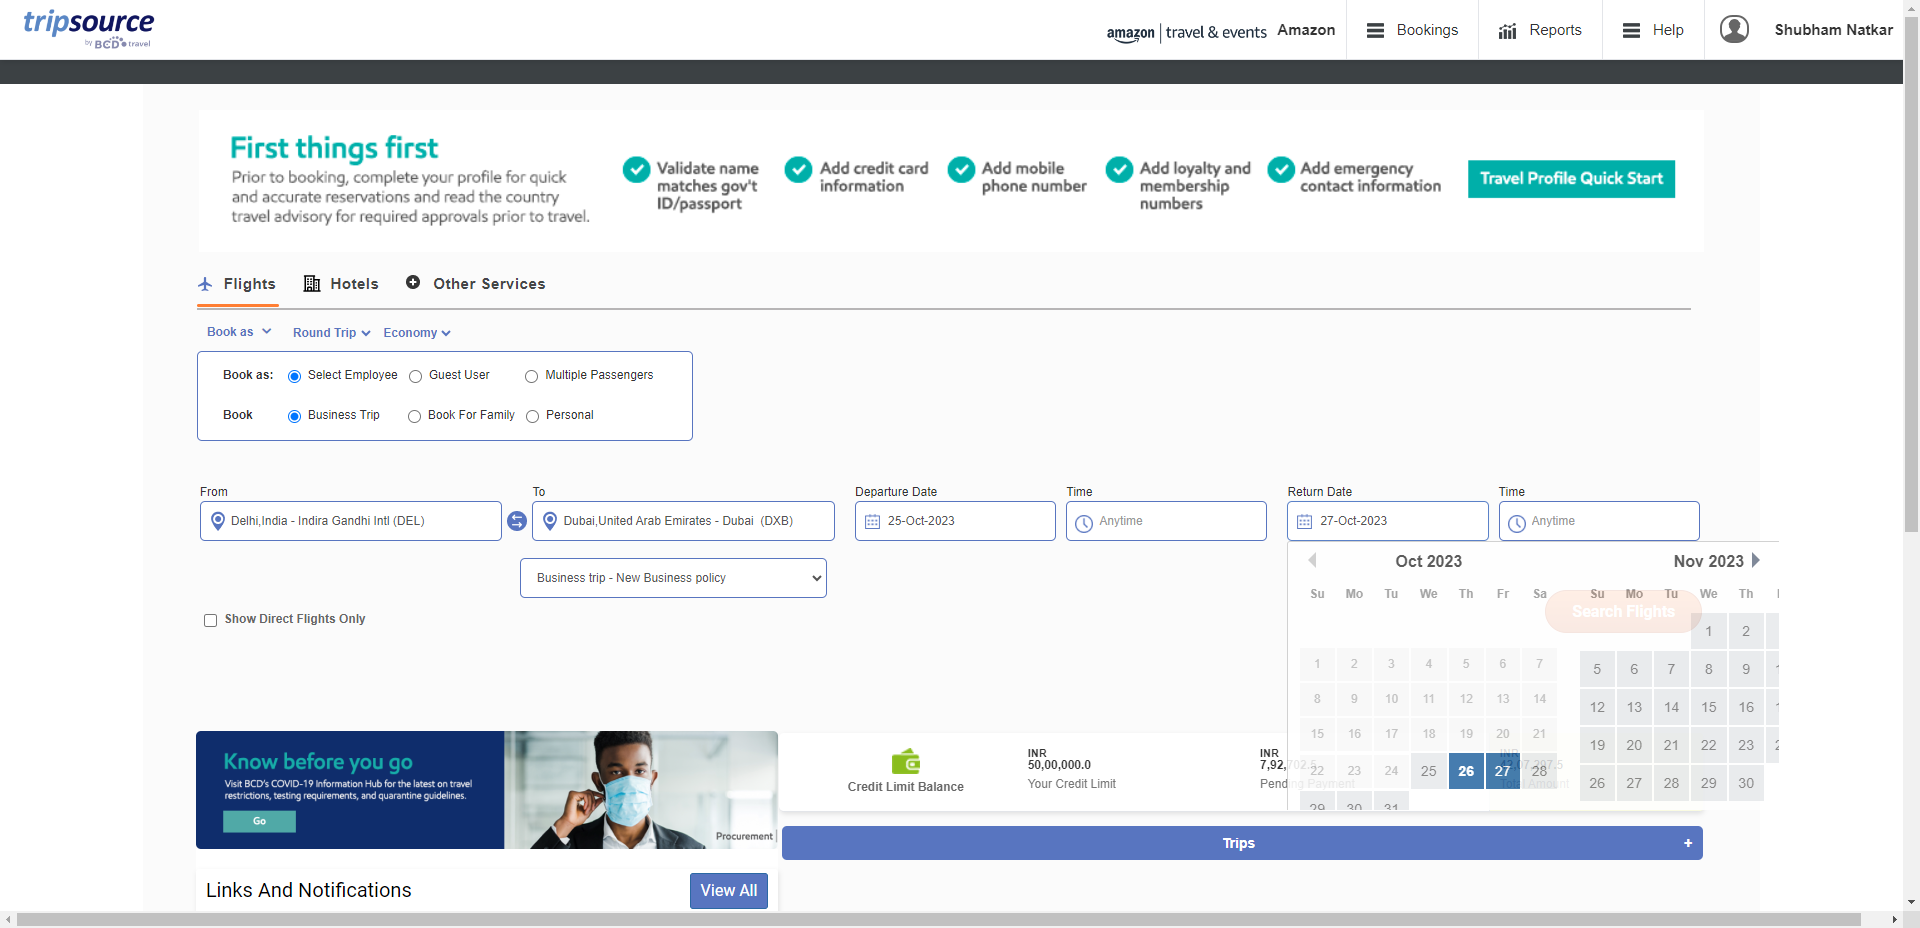 tripsource
by BCD travel
amazon | travel & events Amazon
Bookings
Reports
Help
Shubham Natkar
First things first
Prior to booking, complete your profile for quick
and accurate reservations and read the country
travel advisory for required approvals prior to travel.
Validate name
matches gov't
ID/passport
Add credit card
information
Add mobile
phone number
Add loyalty and
membership
numbers
Add emergency
contact information
Travel Profile Quick Start
Flights
Hotels
Other Services
Book as
Round Trip
Economy
Book as: Select Employee Guest User Multiple Passengers
Book Business Trip Book For Family Personal
From
To
Departure Date
Time
Return Date
Time
Delhi,India - Indira Gandhi Intl (DEL)
Dubai,United Arab Emirates - Dubai (DXB)
25-Oct-2023
Anytime
27-Oct-2023
Anytime
Business trip - New Business policy
Show Direct Flights Only
Search Flights
Oct 2023
Su Mo Tu We Th Fr Sa
1 2 3 4 5 6 7
8 9 10 11 12 13 14
15 16 17 18 19 20 21
22 23 24 25 26 27 28
29 30 31
Nov 2023
Su Mo Tu We Th
1 2
5 6 7 8 9
12 13 14 15 16
19 20 21 22 23
26 27 28 29 30
Know before you go
Visit BCD's COVID-19 Information Hub for the latest on travel
restrictions, testing requirements, and quarantine guidelines.
Go
Procurement
Credit Limit Balance
INR
50,00,000.0
Your Credit Limit
INR
7,92,702.5
Pending Payment
INR
Total Amount
Trips +
Links And Notifications
View All